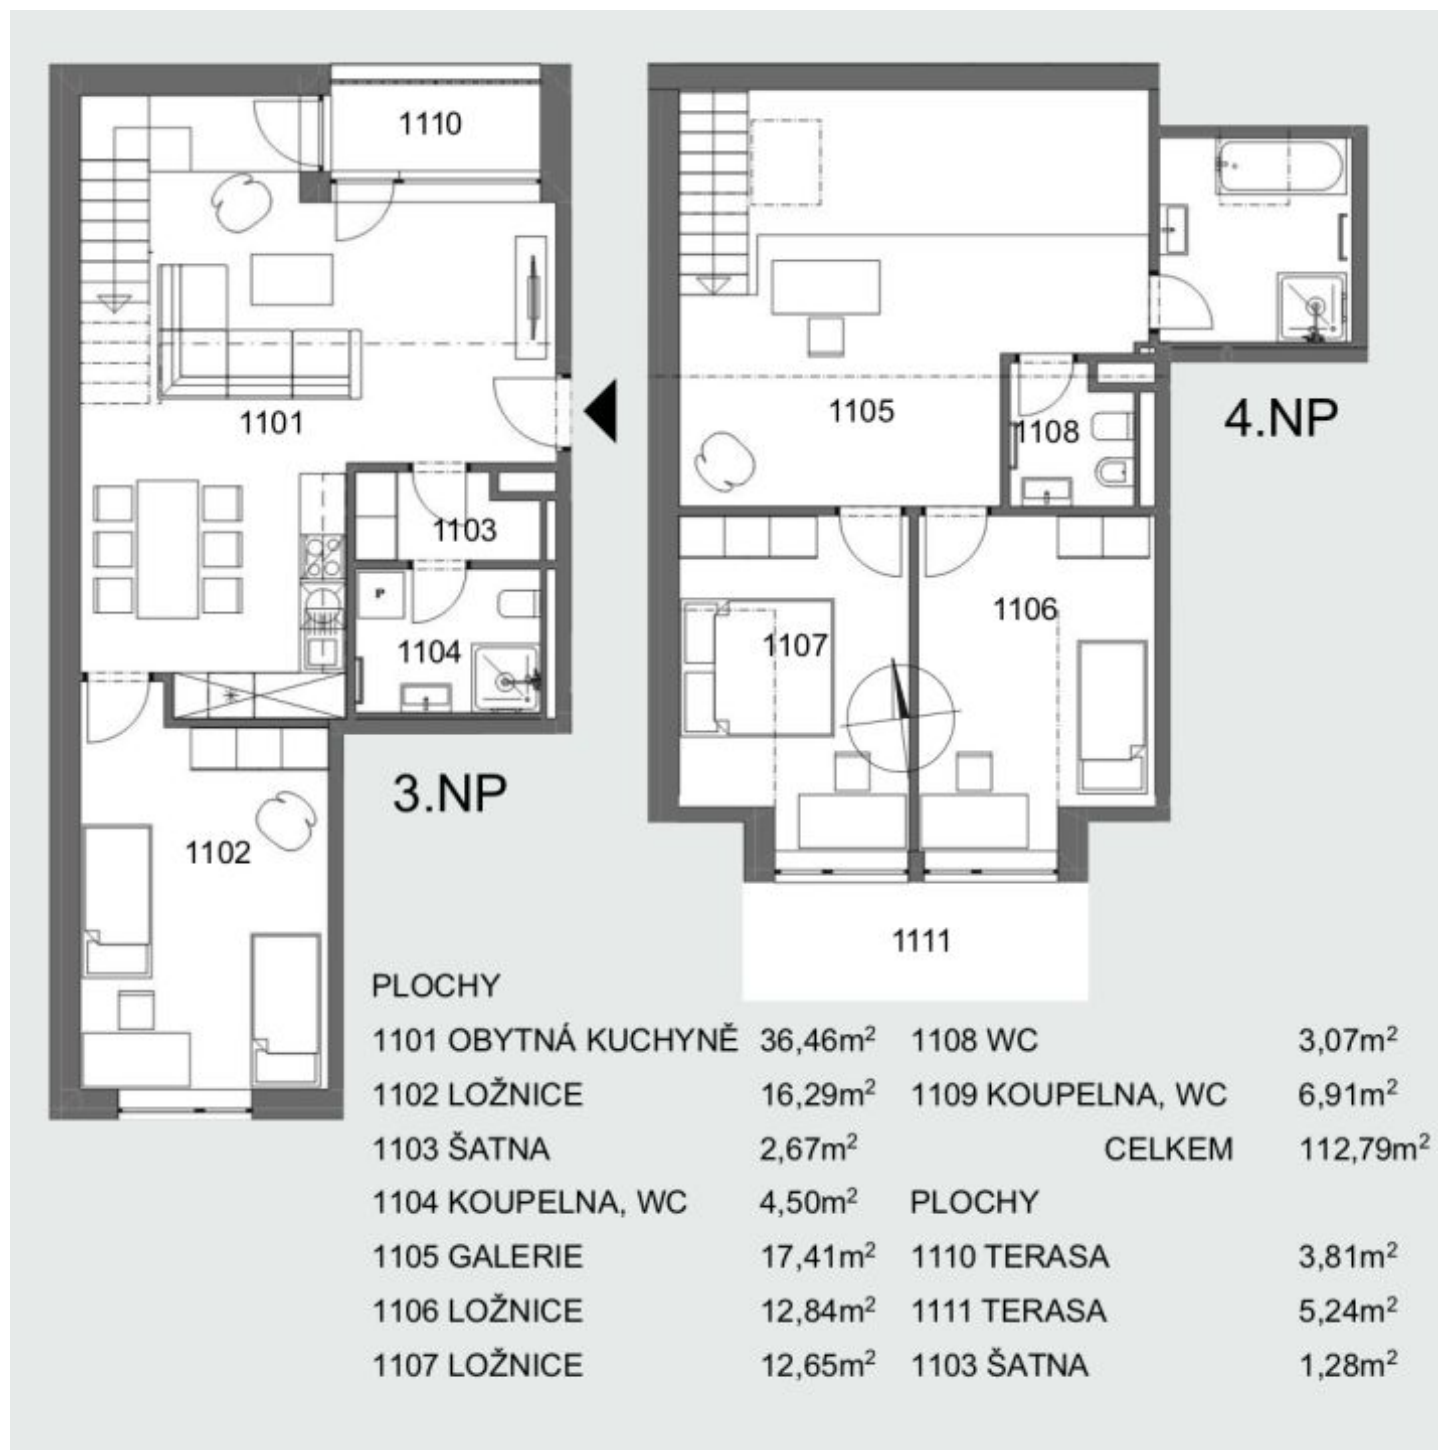 1110
1101
1103
P
1104
3.NP
1102
1105
1108
4.NP
1106
1107
1111
PLOCHY
1101 OBYTNÁ KUCHYNĚ 36,46m²
1102 LOŽNICE 16,29m²
1103 ŠATNA 2,67m²
1104 KOUPELNA, WC 4,50m²
1105 GALERIE 17,41m²
1106 LOŽNICE 12,84m²
1107 LOŽNICE 12,65m²
1108 WC 3,07m²
1109 KOUPELNA, WC 6,91m²
CELKEM 112,79m²
PLOCHY
1110 TERASA 3,81m²
1111 TERASA 5,24m²
1103 ŠATNA 1,28m²